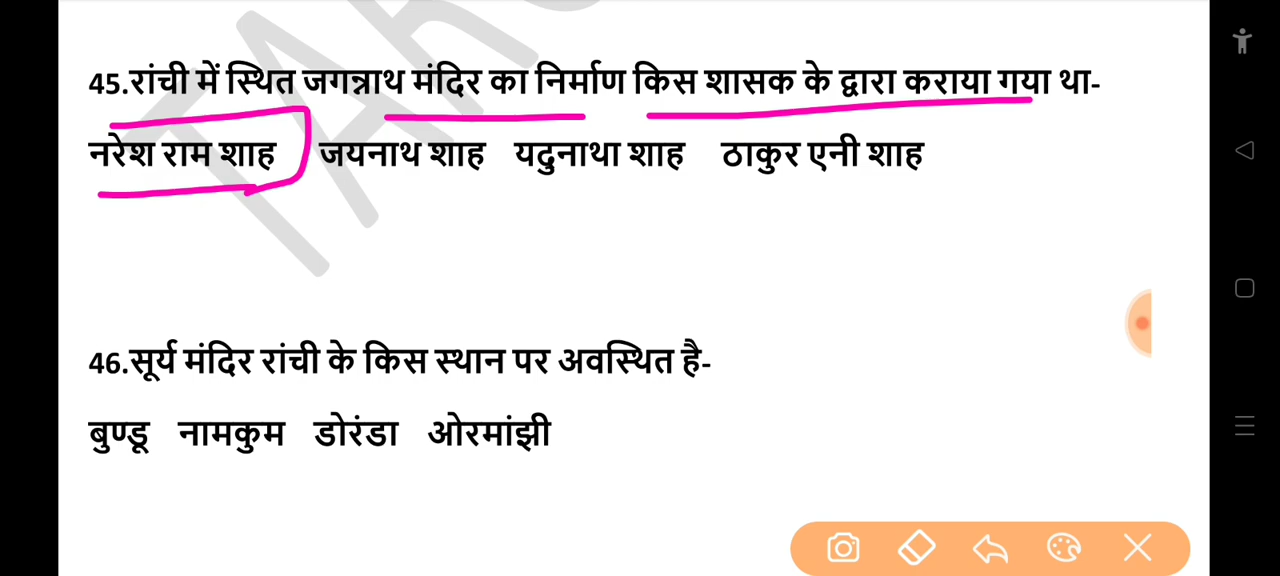 45.रांची में स्थित जगन्नाथ मंदिर का निर्माण किस शासक के द्वारा कराया गया था-
नरेश राम शाह जयनाथ शाह यदुनाथा शाह ठाकुर एनी शाह
46.सूर्य मंदिर रांची के किस स्थान पर अवस्थित है-
बुण्डू नामकुम डोरंडा ओरमांझी